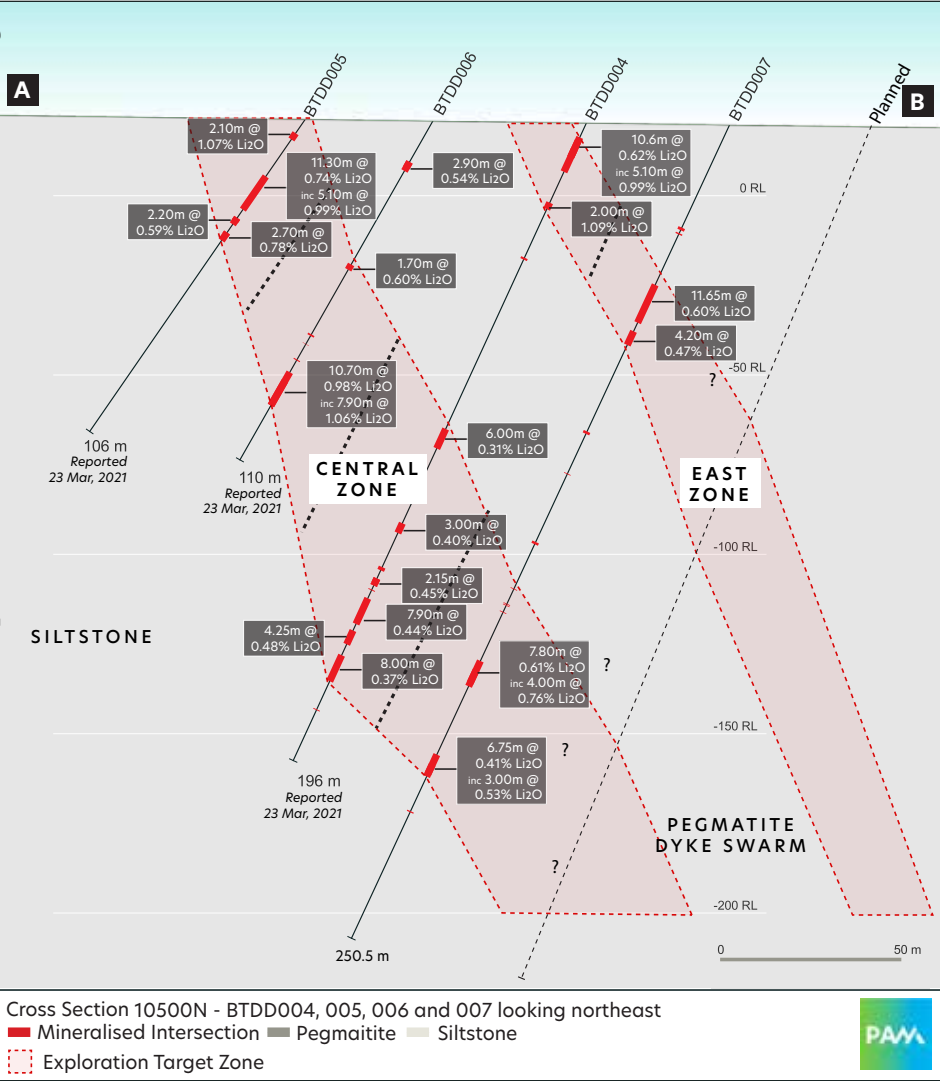 A
BTDD005
BTDD006
BTDD004
BTDD007
Planned
B
2.10m @
1.07% Li2O
11.30m @
0.74% Li2O
inc 5.10m @
0.99% Li2O
2.20m @
0.59% Li2O
2.70m @
0.78% Li2O
2.90m @
0.54% Li2O
1.70m @
0.60% Li2O
10.6m @
0.62% Li2O
inc 5.10m @
0.99% Li2O
0 RL
2.00m @
1.09% Li2O
11.65m @
0.60% Li2O
4.20m @
0.47% Li2O
-50 RL
?
10.70m @
0.98% Li2O
inc 7.90m @
1.06% Li2O
106 m
Reported
23 Mar, 2021
110 m
Reported
23 Mar, 2021
6.00m @
0.31% Li2O
CENTRAL
ZONE
EAST
ZONE
3.00m @
0.40% Li2O
-100 RL
2.15m @
0.45% Li2O
7.90m @
0.44% Li2O
SILTSTONE
4.25m @
0.48% Li2O
8.00m @
0.37% Li2O
7.80m @
0.61% Li2O
inc 4.00m @
0.76% Li2O
?
-150 RL
6.75m @
0.41% Li2O
inc 3.00m @
0.53% Li2O
?
196 m
Reported
23 Mar, 2021
PEGMATITE
DYKE SWARM
?
-200 RL
250.5 m
0 50 m
Cross Section 10500N - BTDD004, 005, 006 and 007 looking northeast
Mineralised Intersection Pegmaitite Siltstone
Exploration Target Zone
PAM